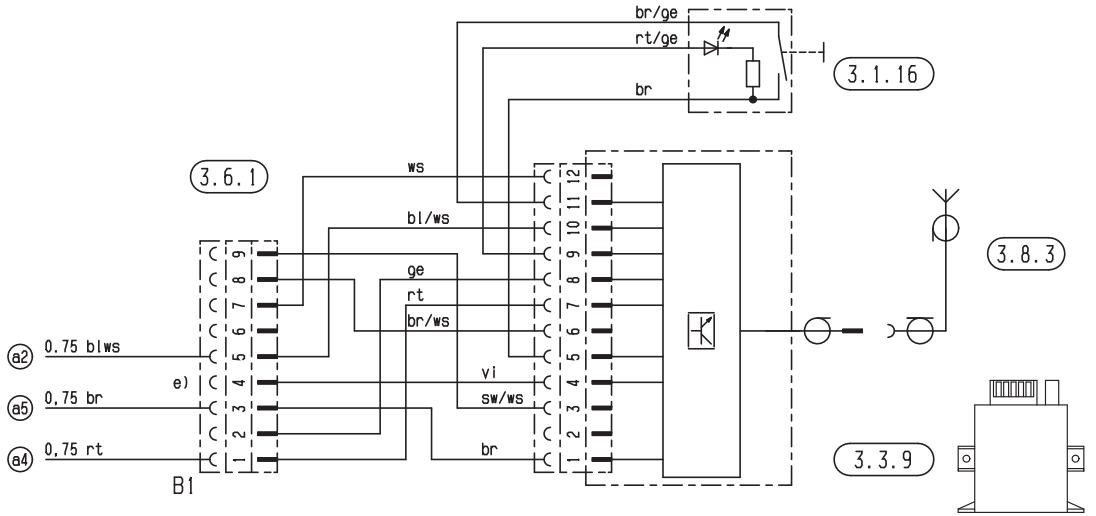 br/ge
rt/ge
3.1.16
br
3.6.1
ws
12
11
bl/ws
10
9
9
3.8.3
8
ge
8
7
rt
7
6
br/ws
6
a2
0.75 blws
5
5
e)
4
vi
4
a5
0,75 br
3
sw/ws
3
2
2
a4
0,75 rt
1
br
1
3.3.9
B1